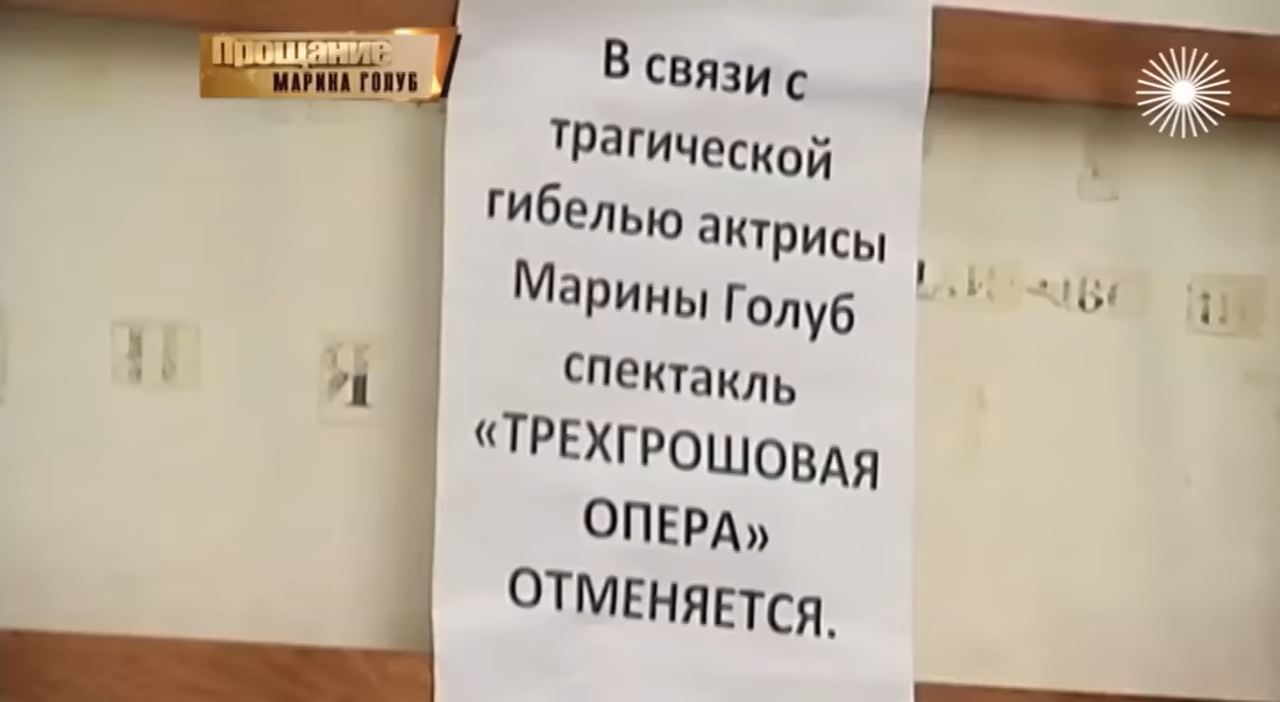 Прощание
МАРИНА ГОЛУБ
В связи с
трагической
гибелью актрисы
Марины Голуб
спектакль
«ТРЕХГРОШОВАЯ
ОПЕРА»
ОТМЕНЯЕТСЯ.